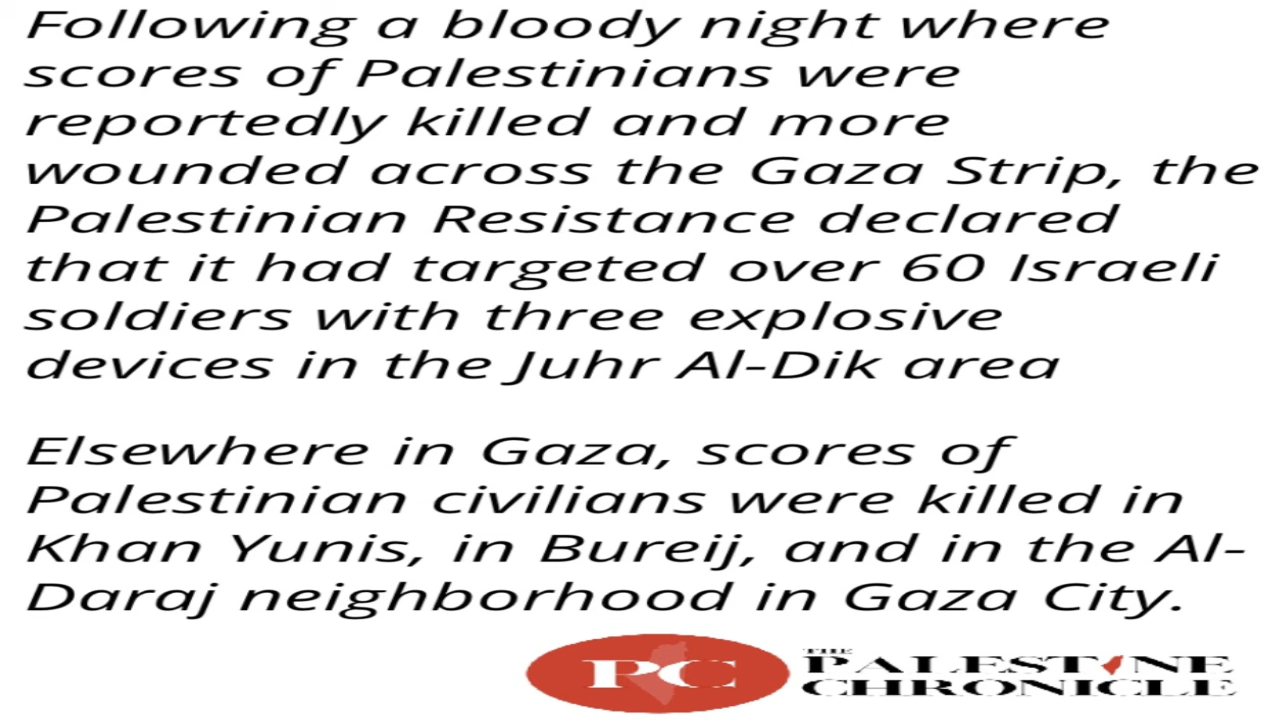 Following a bloody night where
scores of Palestinians were
reportedly killed and more
wounded across the Gaza Strip, the
Palestinian Resistance declared
that it had targeted over 60 Israeli
soldiers with three explosive
devices in the Juhr Al-Dik area
Elsewhere in Gaza, scores of
Palestinian civilians were killed in
Khan Yunis, in Bureij, and in the Al-
Daraj neighborhood in Gaza City.
PC
THE
PALESTINE
CHRONICLE